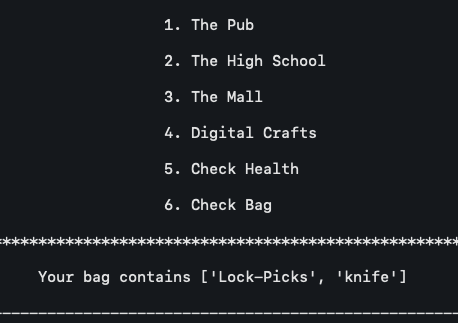 1. The Pub
2. The High School
3. The Mall
4. Digital Crafts
5. Check Health
6. Check Bag
***************************************************
Your bag contains ['Lock-Picks', 'knife']
___________________________________________________